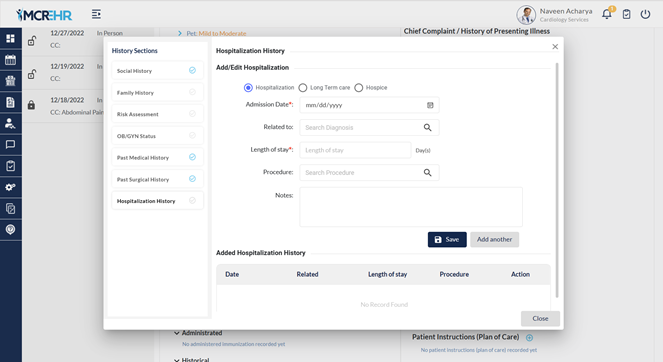 MCREHR
Naveen Acharya
Cardiology Services
12/27/2022 In Person
CC:
Pet: Mild to Moderate
Chief Complaint / History of Presenting Illness
12/19/2022 In Person
CC:
12/18/2022 In Person
CC: Abdominal Pain
History Sections
Social History
Family History
Risk Assessment
OB/GYN Status
Past Medical History
Past Surgical History
Hospitalization History
Hospitalization History
Add/Edit Hospitalization
Hospitalization Long Term care Hospice
Admission Date*: mm/dd/yyyy
Related to: Search Diagnosis
Length of stay*: Length of stay Day(s)
Procedure: Search Procedure
Notes:
Save Add another
Added Hospitalization History
Date Related Length of stay Procedure Action
No Record Found
Close
Administrated
No administered immunization recorded yet
Historical
Patient Instructions (Plan of Care)
No patient instructions (plan of care) recorded yet